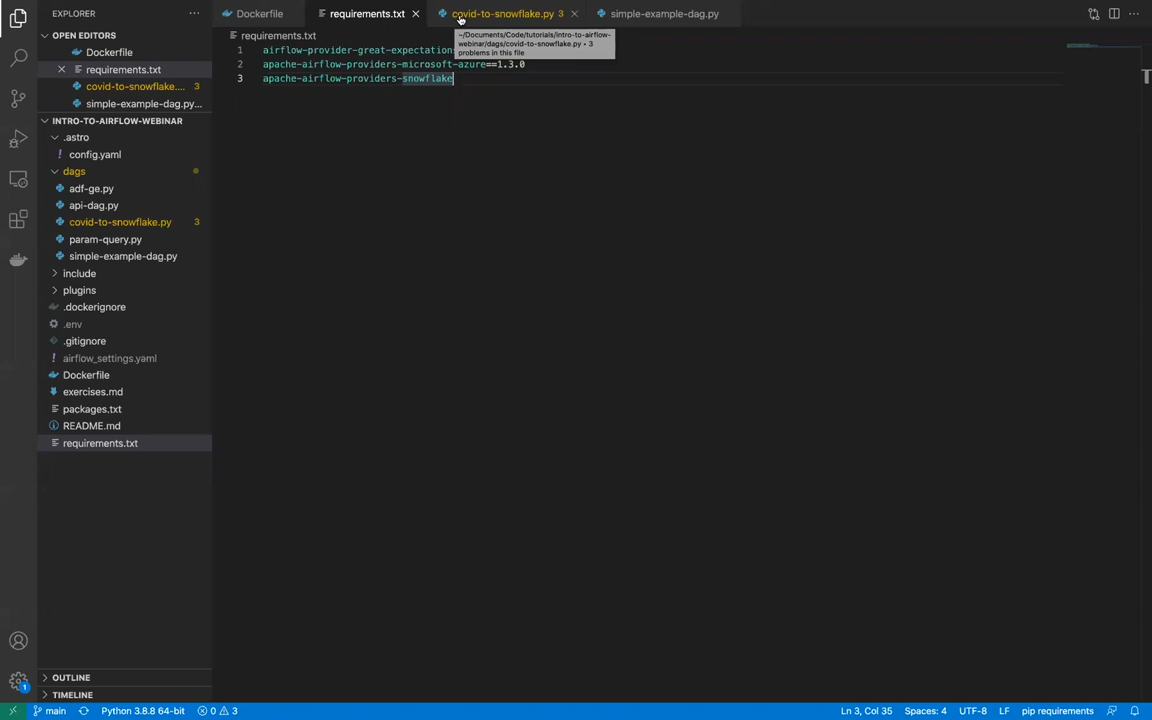 EXPLORER
Dockerfile
requirements.txt
covid-to-snowflake.py 3
simple-example-dag.py
~/Documents/Code/tutorials/intro-to-airflow-
webinar/dags/covid-to-snowflake.py • 3
problems in this file
OPEN EDITORS
Dockerfile
requirements.txt
covid-to-snowflake.... 3
simple-example-dag.py...
INTRO-TO-AIRFLOW-WEBINAR
.astro
config.yaml
dags
adf-ge.py
api-dag.py
covid-to-snowflake.py 3
param-query.py
simple-example-dag.py
include
plugins
.dockerignore
.env
.gitignore
airflow_settings.yaml
Dockerfile
exercises.md
packages.txt
README.md
requirements.txt
OUTLINE
TIMELINE
requirements.txt
1 airflow-provider-great-expectation
2 apache-airflow-providers-microsoft-azure==1.3.0
3 apache-airflow-providers-snowflake
1
main Python 3.8.8 64-bit 0 3 Ln 3, Col 35 Spaces: 4 UTF-8 LF pip requirements